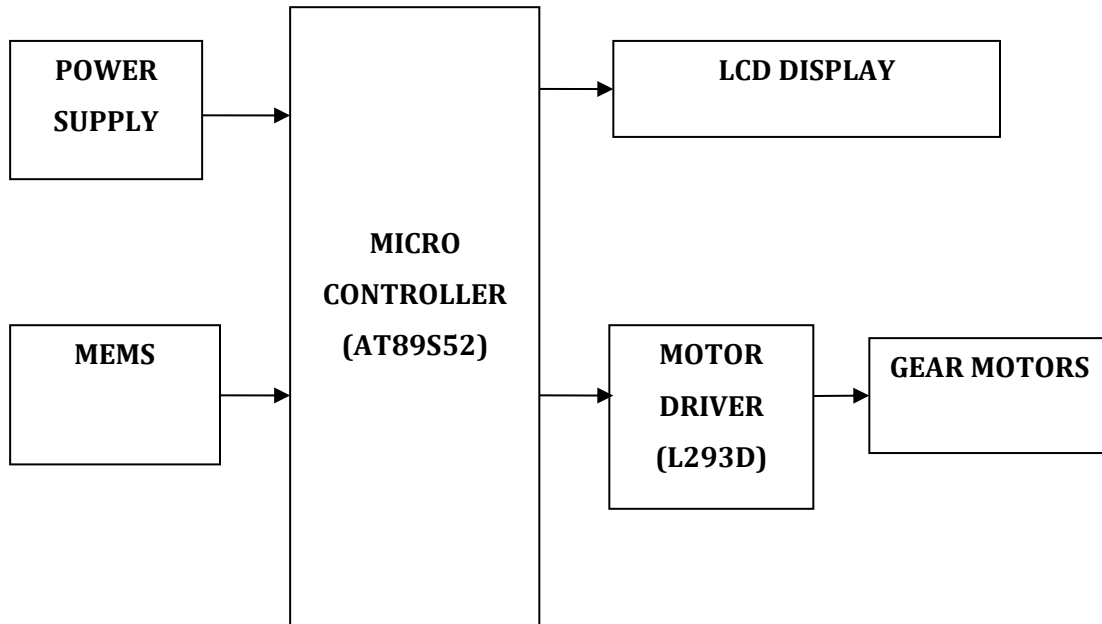 POWER
SUPPLY
LCD DISPLAY
MICRO
CONTROLLER
(AT89S52)
MEMS
MOTOR
DRIVER
(L293D)
GEAR MOTORS